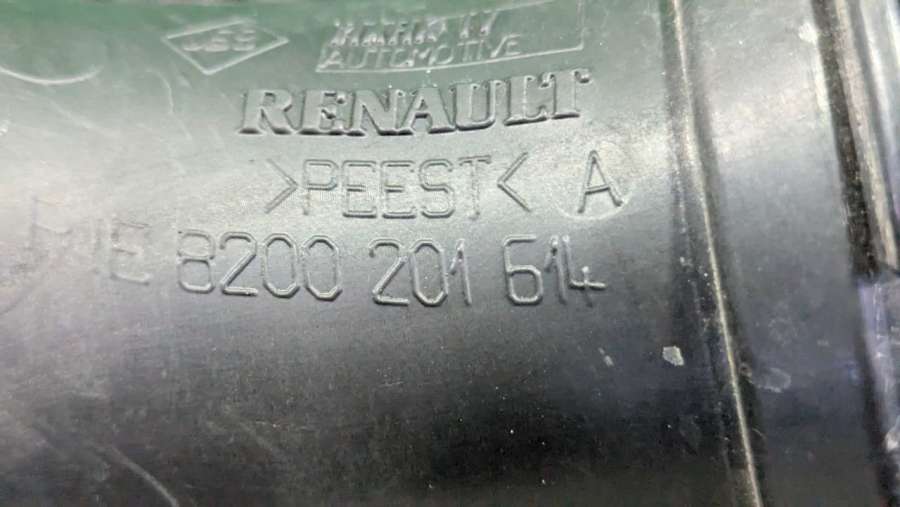 AUTOMOTIVE
RENAULT
>PEEST< A
8200 201 614